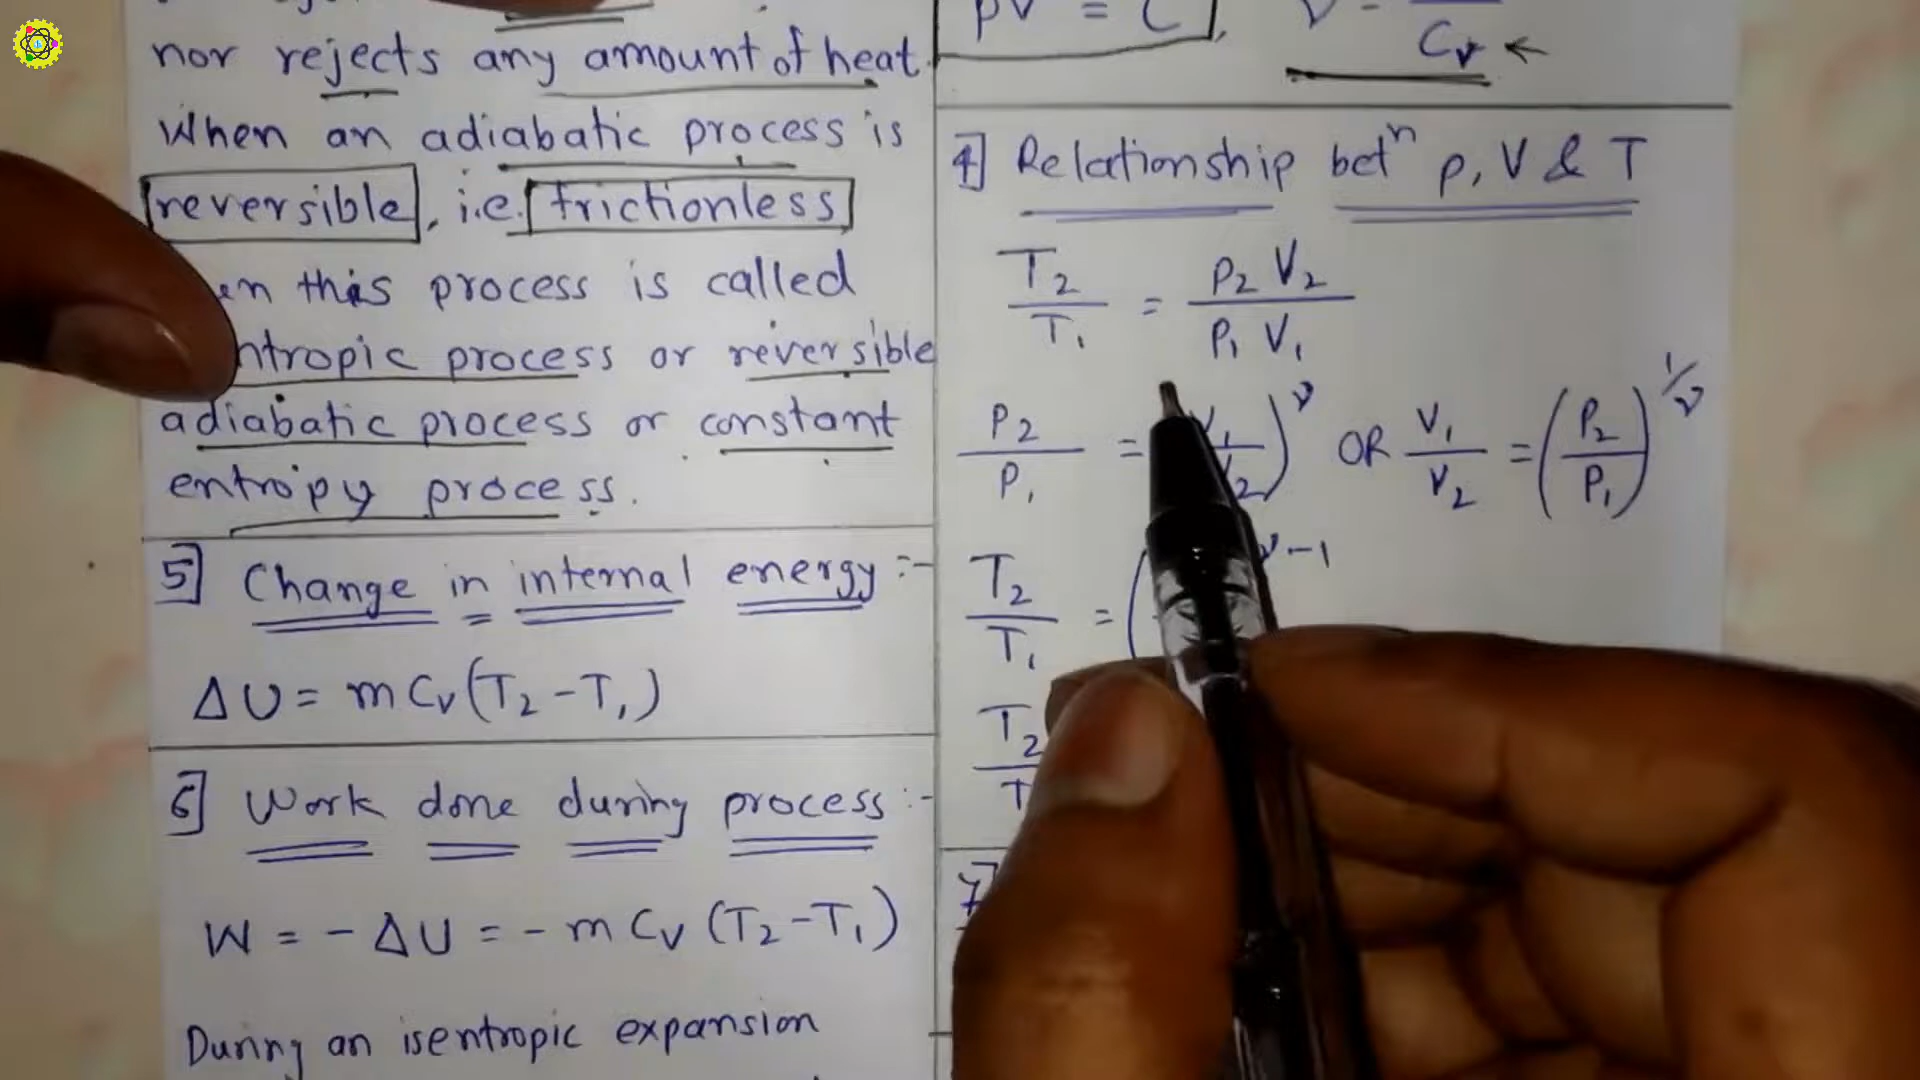 nor rejects any amount of heat.
When an adiabatic process is
reversible, i.e. frictionless
this process is called
process or reversible
adiabatic process or constant
entropy process.
5] Change in internal energy :-
ΔU = m Cv (T2 - T1)
6] Work done during process :-
W = - ΔU = - m Cv (T2 - T1)
During an isentropic expansion
Cv ←
4] Relationship betⁿ p, V & T
T2 / T1 = P2 V2 / P1 V1
P2 / P1 = OR V1 / V2 = (P2 / P1)^1/γ
T2 / T1 = ( γ-1
T2
7]